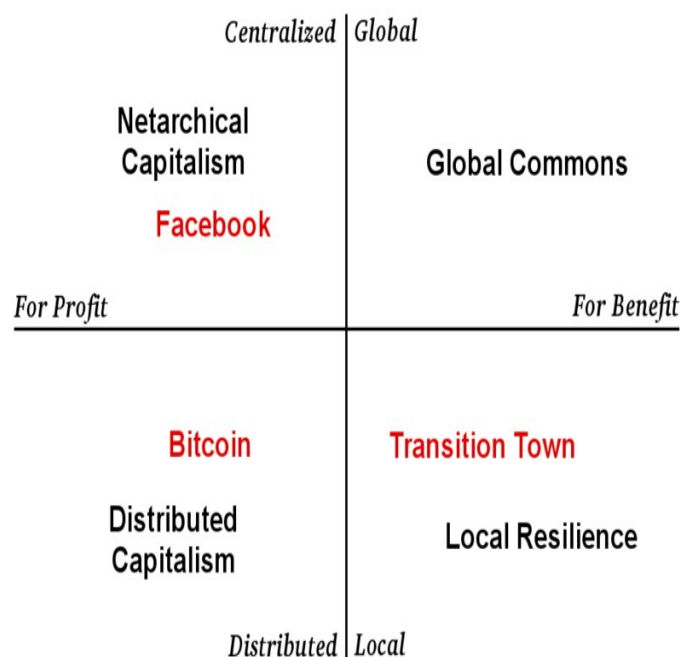 Centralized Global
Netarchical
Capitalism
Global Commons
Facebook
For Profit
For Benefit
Bitcoin
Transition Town
Distributed
Capitalism
Local Resilience
Distributed Local